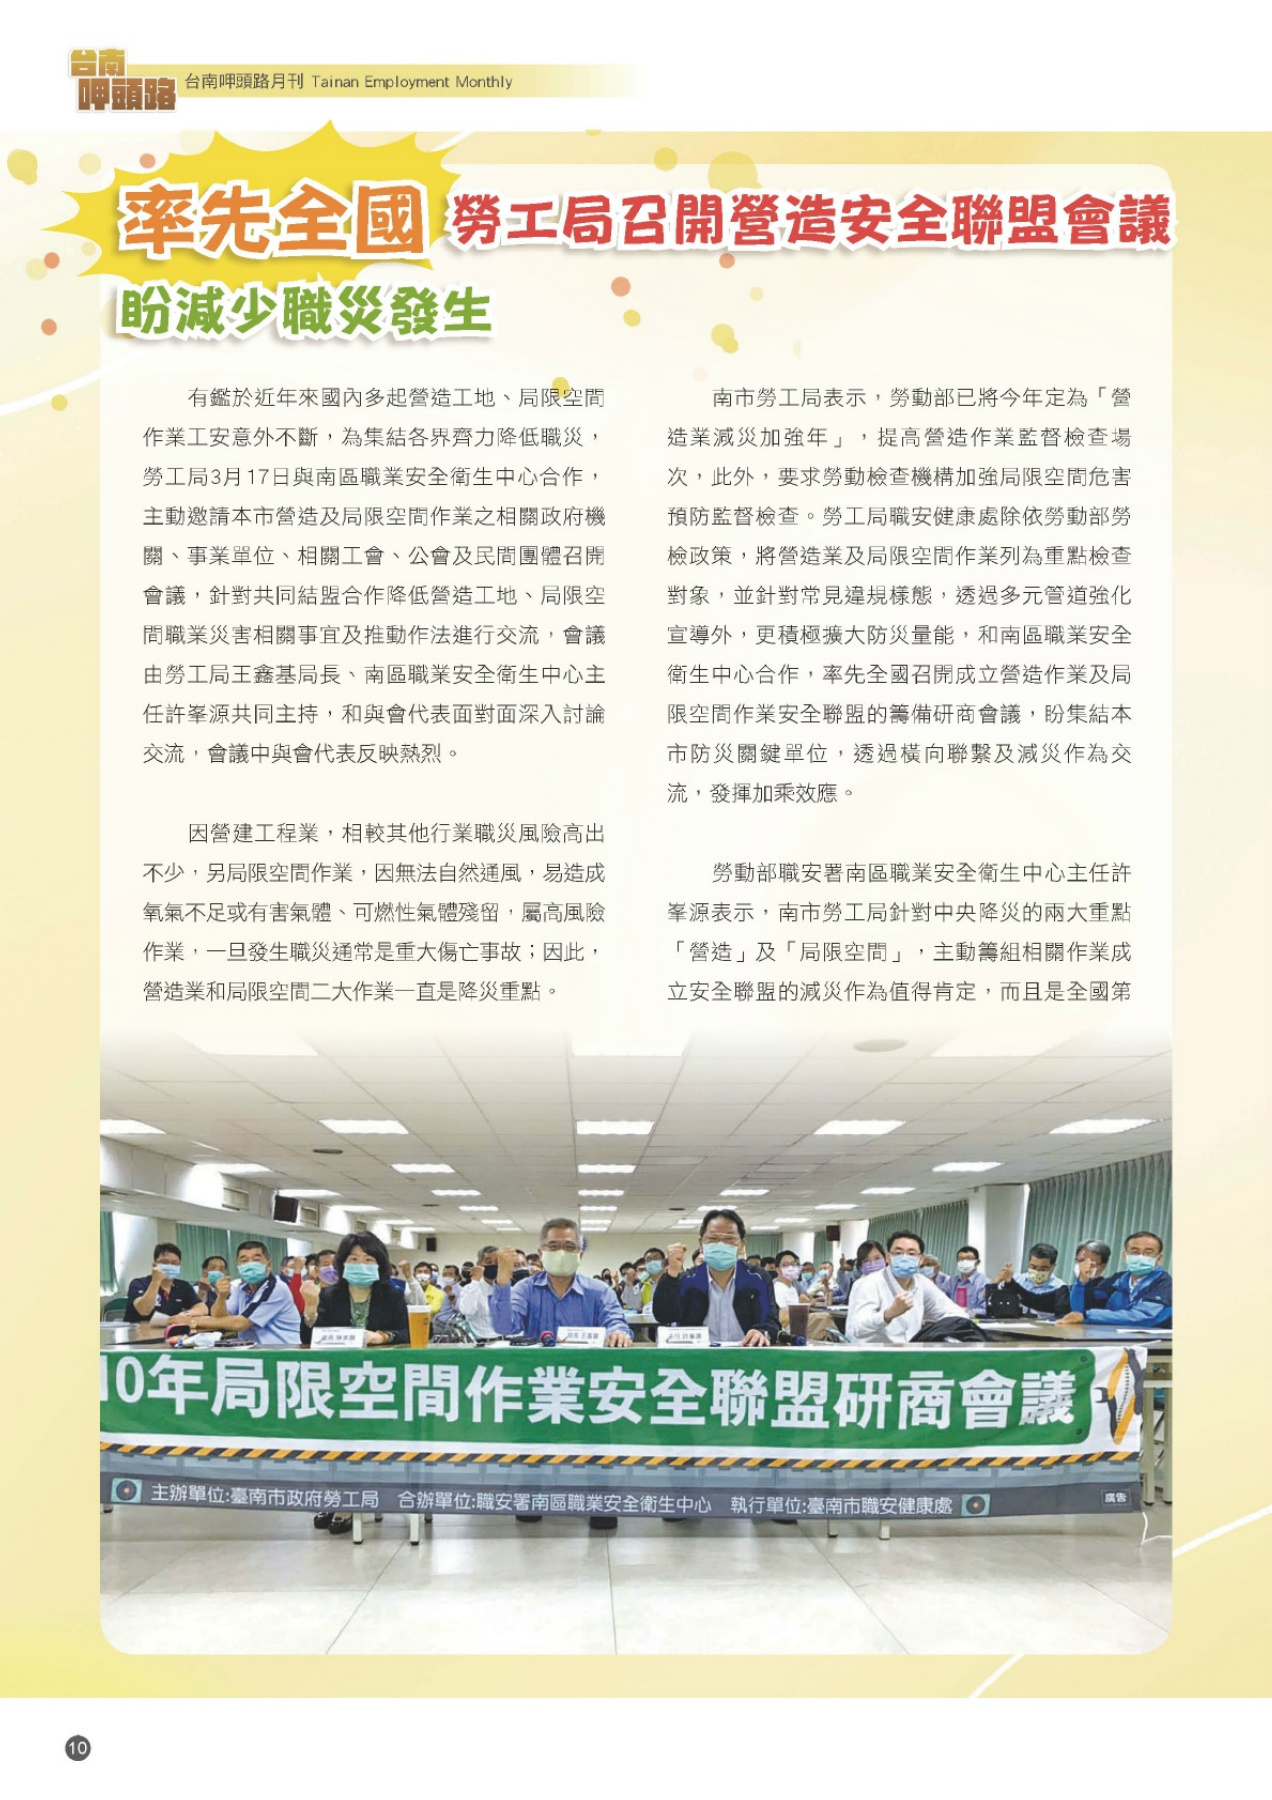 台南
呷頭路
台南呷頭路月刊 Tainan Employment Monthly
率先全國 勞工局召開營造安全聯盟會議
盼減少職災發生
有鑑於近年來國內多起營造工地、局限空間
作業工安意外不斷，為集結各界齊力降低職災，
勞工局3月17日與南區職業安全衛生中心合作，
主動邀請本市營造及局限空間作業之相關政府機
關、事業單位、相關工會、公會及民間團體召開
會議，針對共同結盟合作降低營造工地、局限空
間職業災害相關事宜及推動作法進行交流，會議
由勞工局王鑫基局長、南區職業安全衛生中心主
任許峯源共同主持，和與會代表面對面深入討論
交流，會議中與會代表反映熱烈。
因營建工程業，相較其他行業職災風險高出
不少，另局限空間作業，因無法自然通風，易造成
氧氣不足或有害氣體、可燃性氣體殘留，屬高風險
作業，一旦發生職災通常是重大傷亡事故；因此，
營造業和局限空間二大作業一直是降災重點。
南市勞工局表示，勞動部已將今年定為「營
造業減災加強年」，提高營造作業監督檢查場
次，此外，要求勞動檢查機構加強局限空間危害
預防監督檢查。勞工局職安健康處除依勞動部勞
檢政策，將營造業及局限空間作業列為重點檢查
對象，並針對常見違規樣態，透過多元管道強化
宣導外，更積極擴大防災量能，和南區職業安全
衛生中心合作，率先全國召開成立營造作業及局
限空間作業安全聯盟的籌備研商會議，盼集結本
市防災關鍵單位，透過橫向聯繫及減災作為交
流，發揮加乘效應。
勞動部職安署南區職業安全衛生中心主任許
峯源表示，南市勞工局針對中央降災的兩大重點
「營造」及「局限空間」，主動籌組相關作業成
立安全聯盟的減災作為值得肯定，而且是全國第
10年局限空間作業安全聯盟研商會議
主辦單位:臺南市政府勞工局 合辦單位:職安署南區職業安全衛生中心 執行單位:臺南市職安健康處
廣告
10